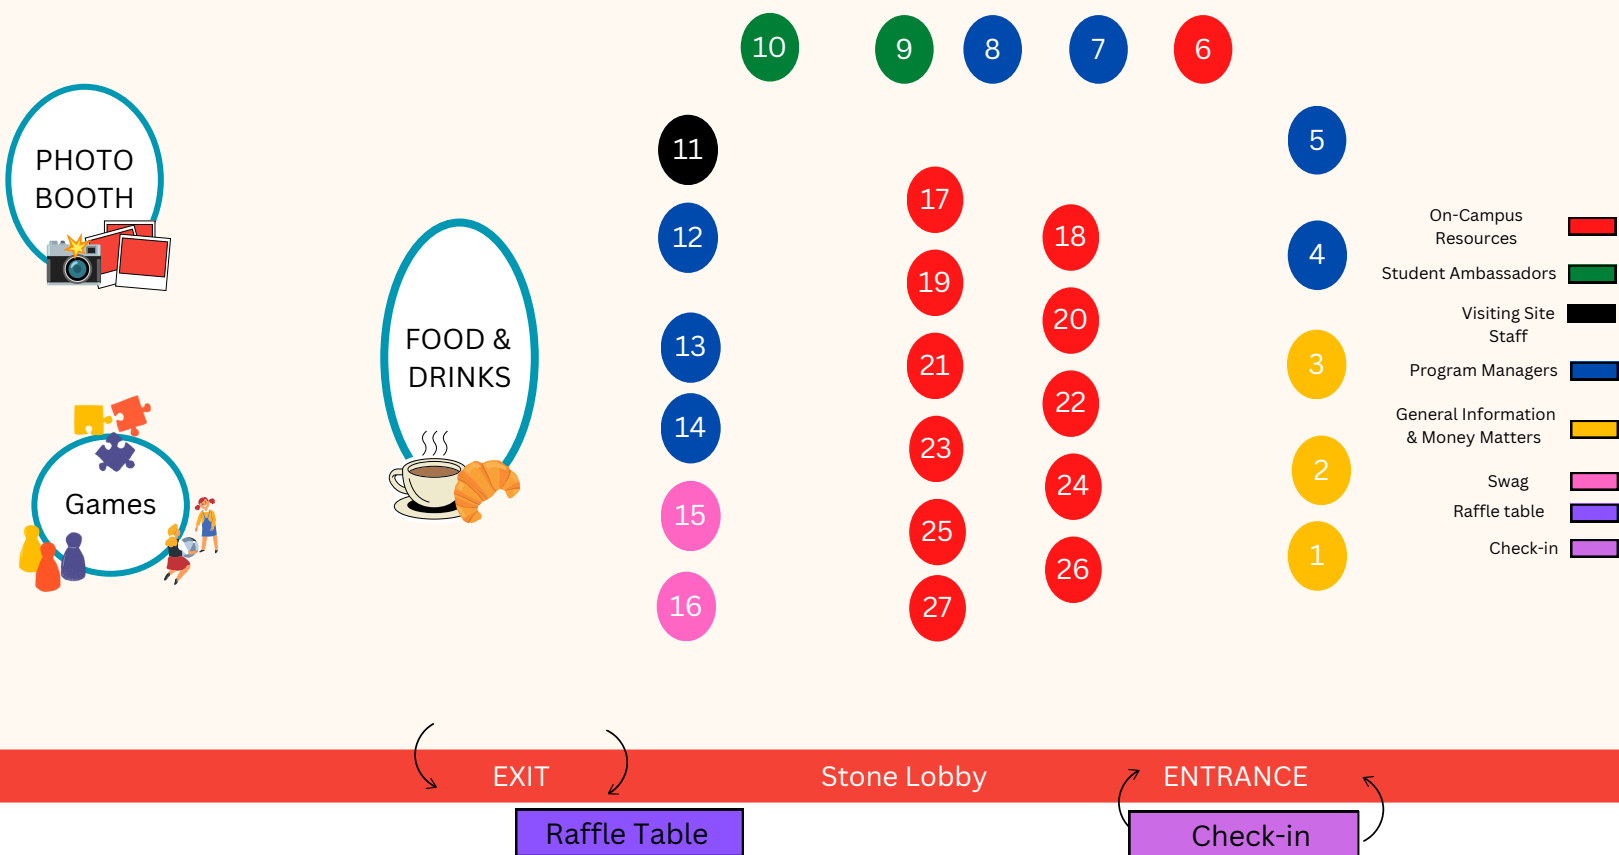 10
9
8
7
6
11
5
PHOTO
BOOTH
12
17
18
4
On-Campus
Resources
Student Ambassadors
19
20
Visiting Site
Staff
FOOD &
DRINKS
13
21
3
Program Managers
22
14
23
General Information
& Money Matters
Games
15
24
2
Swag
25
Raffle table
1
Check-in
16
27
26
EXIT
Stone Lobby
ENTRANCE
Raffle Table
Check-in